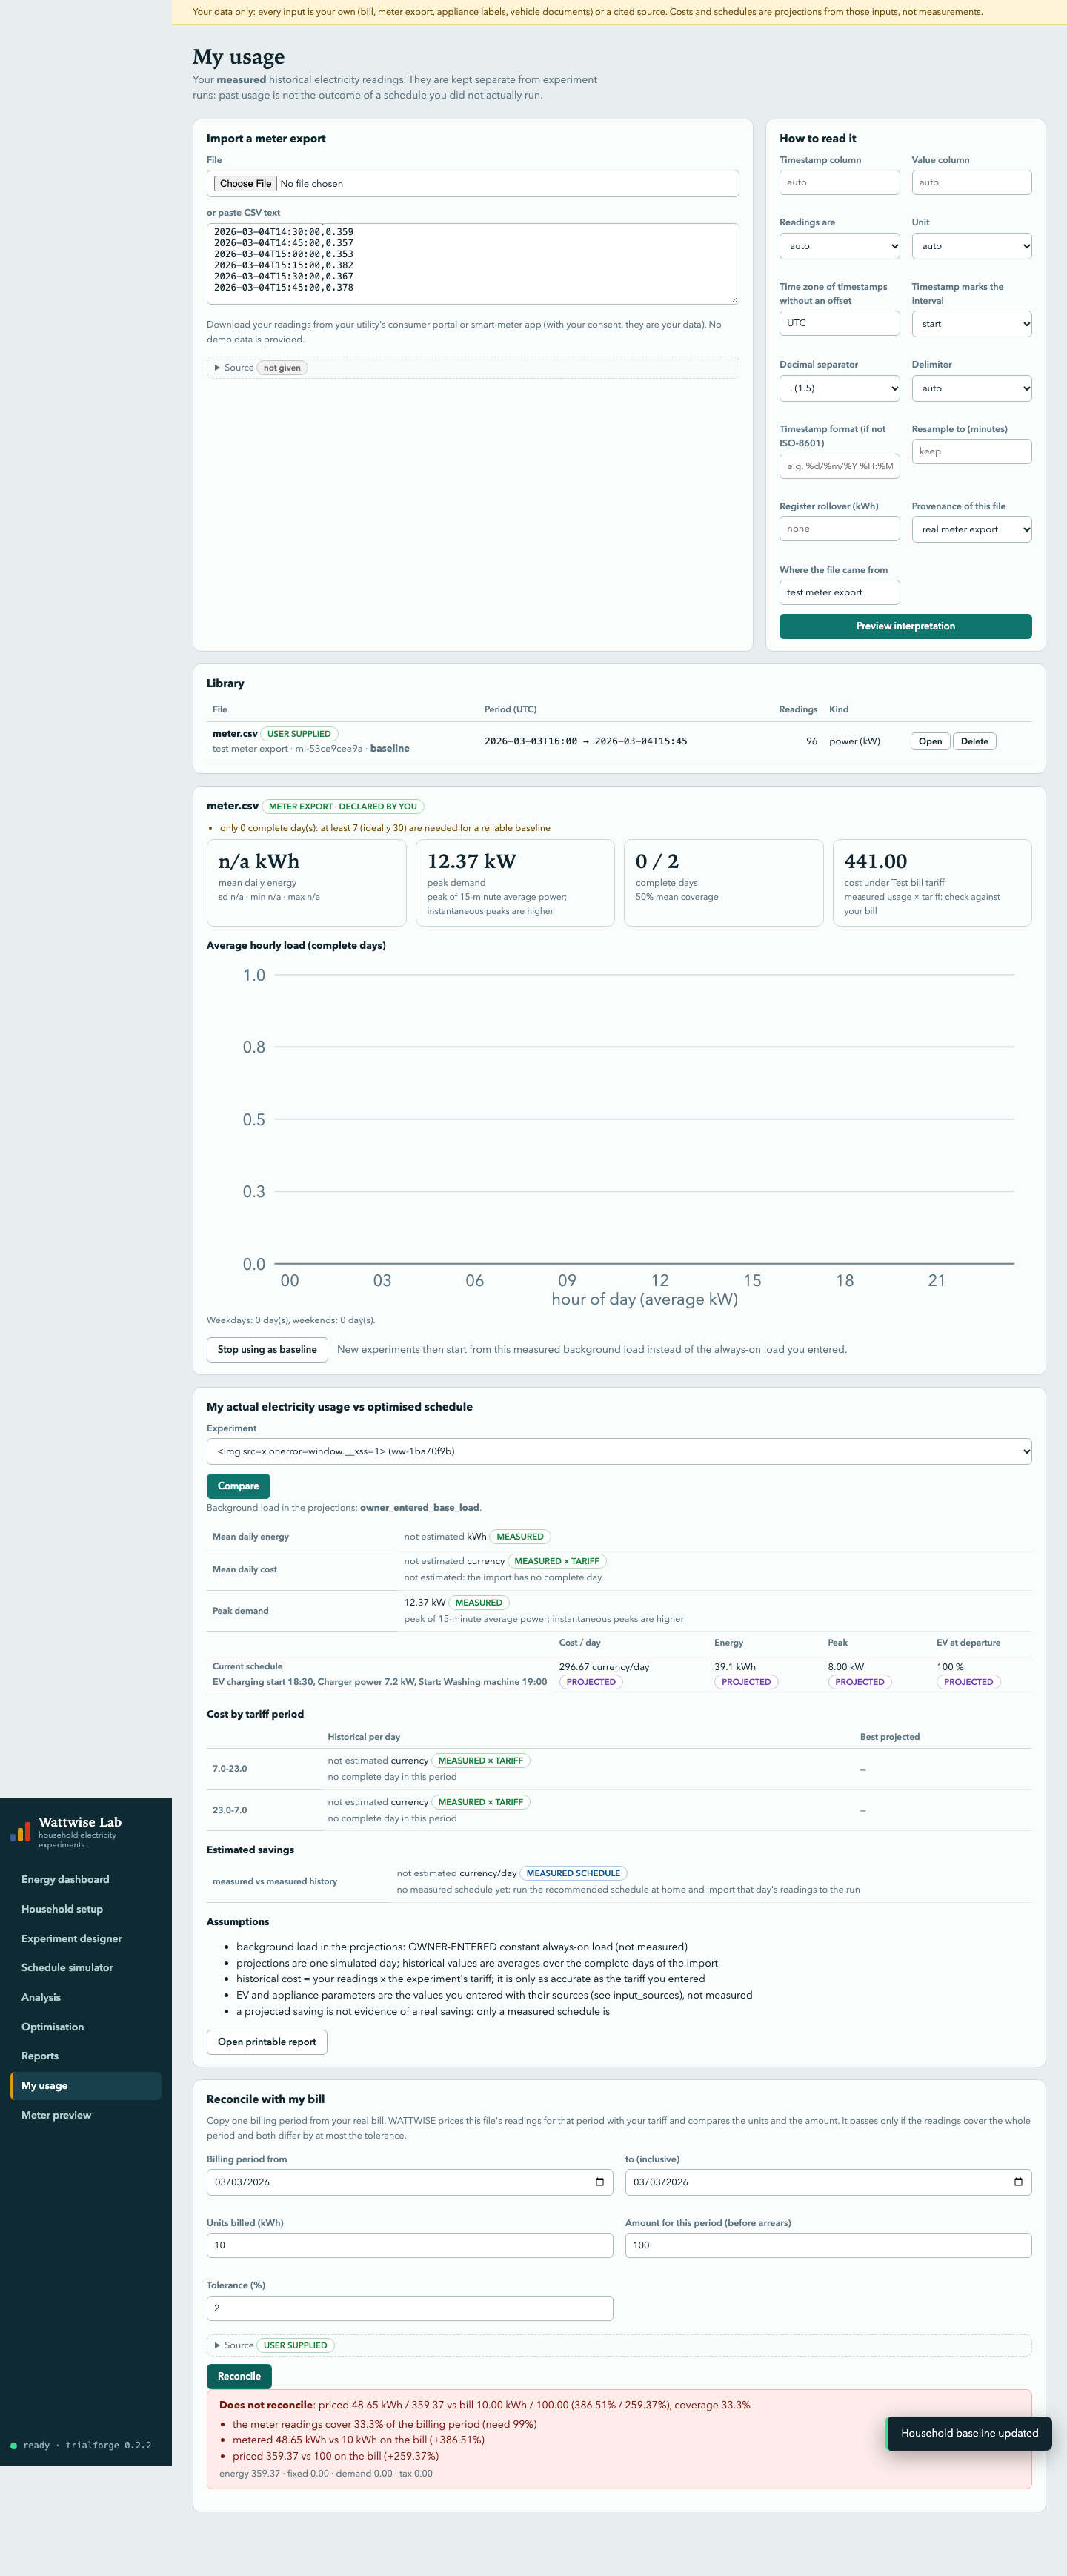 Your data only: every input is your own (bill, meter export, appliance labels, vehicle documents) or a cited source. Costs and schedules are projections from those inputs, not measurements.
My usage
Your measured historical electricity readings. They are kept separate from experiment
runs: past usage is not the outcome of a schedule you did not actually run.
Import a meter export
File
Choose File No file chosen
or paste CSV text
2026-03-04T14:30:00,0.359
2026-03-04T14:45:00,0.357
2026-03-04T15:00:00,0.353
2026-03-04T15:15:00,0.382
2026-03-04T15:30:00,0.367
2026-03-04T15:45:00,0.378
Download your readings from your utility's consumer portal or smart-meter app (with your consent, they are your data). No
demo data is provided.
Source not given
How to read it
Timestamp column Value column
auto auto
Readings are Unit
auto auto
Time zone of timestamps
without an offset
Timestamp marks the
interval
UTC start
Decimal separator Delimiter
. (1.5) auto
Timestamp format (if not
ISO-8601)
Resample to (minutes)
e.g. %d/%m/%Y %H:%M keep
Register rollover (kWh) Provenance of this file
none real meter export
Where the file came from
test meter export
Preview interpretation
Library
File Period (UTC) Readings Kind
meter.csv USER SUPPLIED
test meter export · mi-53ce9cee9a · baseline
2026-03-03T16:00 → 2026-03-04T15:45 96 power (kW) Open Delete
meter.csv METER EXPORT · DECLARED BY YOU
• only 0 complete day(s): at least 7 (ideally 30) are needed for a reliable baseline
n/a kWh
mean daily energy
sd n/a · min n/a · max n/a
12.37 kW
peak demand
peak of 15-minute average power;
instantaneous peaks are higher
0 / 2
complete days
50% mean coverage
441.00
cost under Test bill tariff
measured usage × tariff: check against
your bill
Average hourly load (complete days)
1.0
0.8
0.5
0.3
0.0
00 03 06 09 12 15 18 21
hour of day (average kW)
Weekdays: 0 day(s), weekends: 0 day(s).
Stop using as baseline New experiments then start from this measured background load instead of the always-on load you entered.
My actual electricity usage vs optimised schedule
Experiment
<img src=x onerror=window.__xss=1> (ww-1ba70f9b)
Compare
Background load in the projections: owner_entered_base_load.
Mean daily energy not estimated kWh MEASURED
Mean daily cost not estimated currency MEASURED × TARIFF
not estimated: the import has no complete day
Peak demand 12.37 kW MEASURED
peak of 15-minute average power; instantaneous peaks are higher
Cost / day Energy Peak EV at departure
Current schedule 296.67 currency/day 39.1 kWh 8.00 kW 100 %
EV charging start 18:30, Charger power 7.2 kW, Start: Washing machine 19:00 PROJECTED PROJECTED PROJECTED PROJECTED
Cost by tariff period
Historical per day Best projected
7.0-23.0 not estimated currency MEASURED × TARIFF –
no complete day in this period
23.0-7.0 not estimated currency MEASURED × TARIFF –
no complete day in this period
Estimated savings
measured vs measured history not estimated currency/day MEASURED SCHEDULE
no measured schedule yet: run the recommended schedule at home and import that day's readings to the run
Assumptions
• background load in the projections: OWNER-ENTERED constant always-on load (not measured)
• projections are one simulated day; historical values are averages over the complete days of the import
• historical cost = your readings x the experiment's tariff; it is only as accurate as the tariff you entered
• EV and appliance parameters are the values you entered with their sources (see input_sources), not measured
• a projected saving is not evidence of a real saving: only a measured schedule is
Open printable report
Wattwise Lab
household electricity
experiments
Energy dashboard
Household setup
Experiment designer
Schedule simulator
Analysis
Optimisation
Reports
My usage
Meter preview
ready · trialforge 0.2.2
Reconcile with my bill
Copy one billing period from your real bill. WATTWISE prices this file's readings for that period with your tariff and compares the units and the amount. It passes only if the readings cover the whole
period and both differ by at most the tolerance.
Billing period from to (inclusive)
03/03/2026 03/03/2026
Units billed (kWh) Amount for this period (before arrears)
10 100
Tolerance (%)
2
Source USER SUPPLIED
Reconcile
Does not reconcile: priced 48.65 kWh / 359.37 vs bill 10.00 kWh / 100.00 (386.51% / 259.37%), coverage 33.3%
• the meter readings cover 33.3% of the billing period (need 99%)
• metered 48.65 kWh vs 10 kWh on the bill (+386.51%)
• priced 359.37 vs 100 on the bill (+259.37%)
energy 359.37 · fixed 0.00 · demand 0.00 · tax 0.00
Household baseline updated